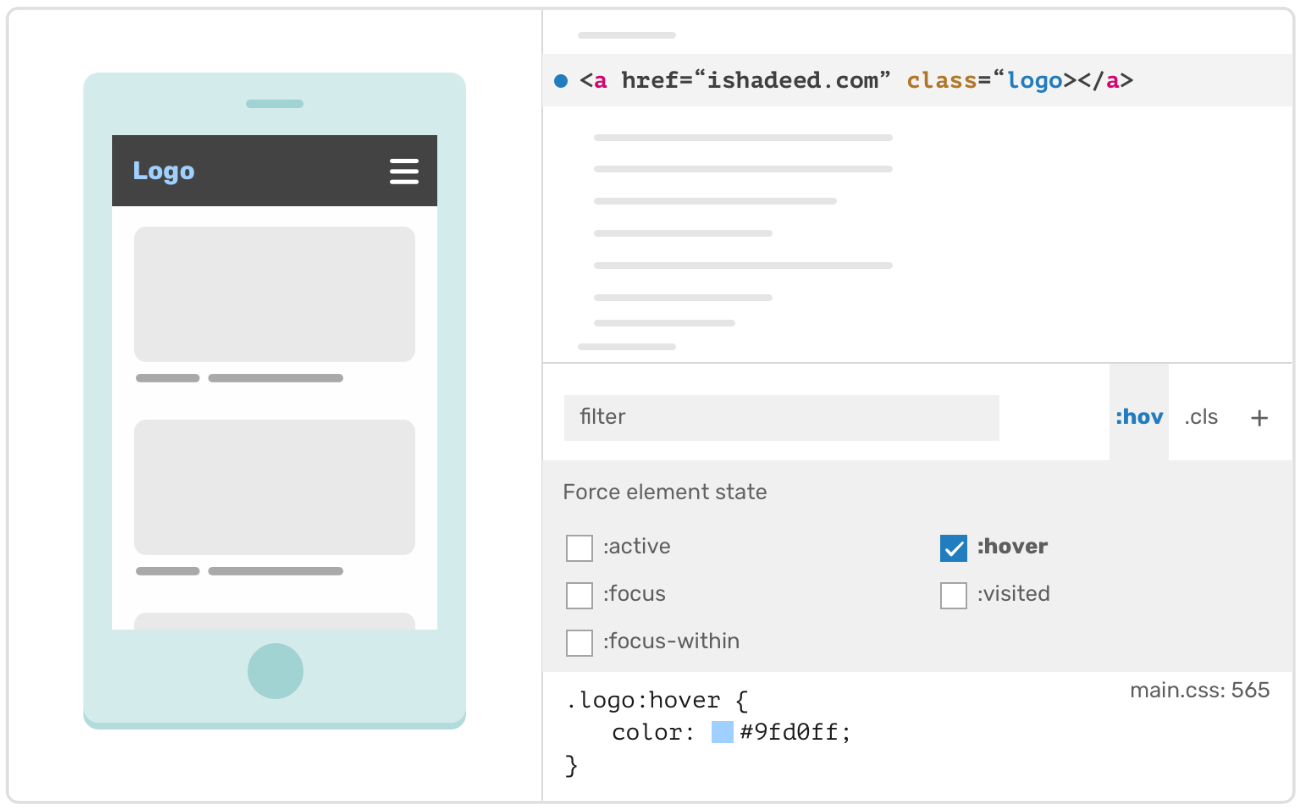 Logo
<a href=“ishadeed.com” class=“logo></a>
filter
:hov .cls +
Force element state
:active :hover
:focus :visited
:focus-within
main.css: 565
.logo:hover {
color: #9fd0ff;
}